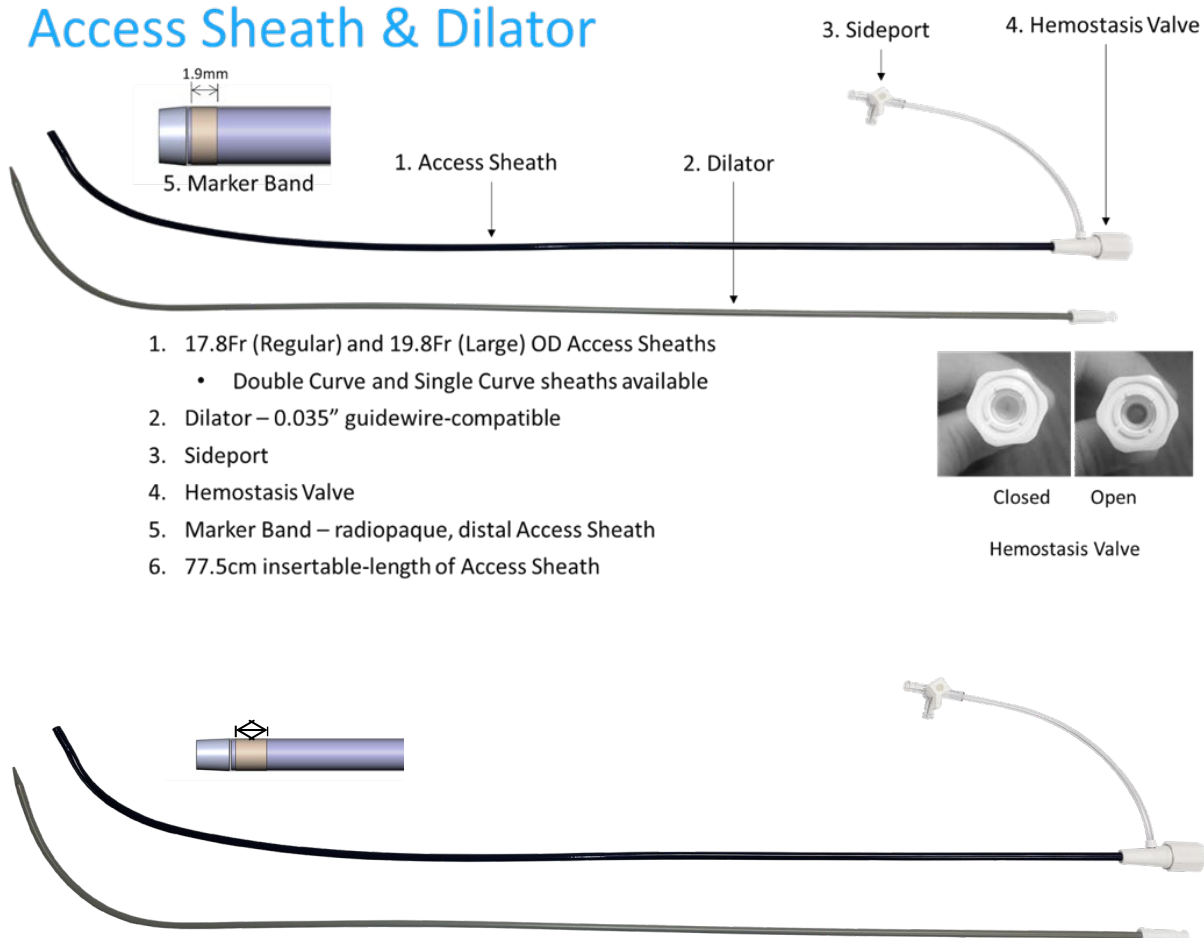 Access Sheath & Dilator
3. Sideport
4. Hemostasis Valve
1.9mm
5. Marker Band
1. Access Sheath
2. Dilator
1. 17.8Fr (Regular) and 19.8Fr (Large) OD Access Sheaths
• Double Curve and Single Curve sheaths available
2. Dilator – 0.035” guidewire-compatible
3. Sideport
4. Hemostasis Valve
5. Marker Band – radiopaque, distal Access Sheath
6. 77.5cm insertable-length of Access Sheath
Closed Open
Hemostasis Valve